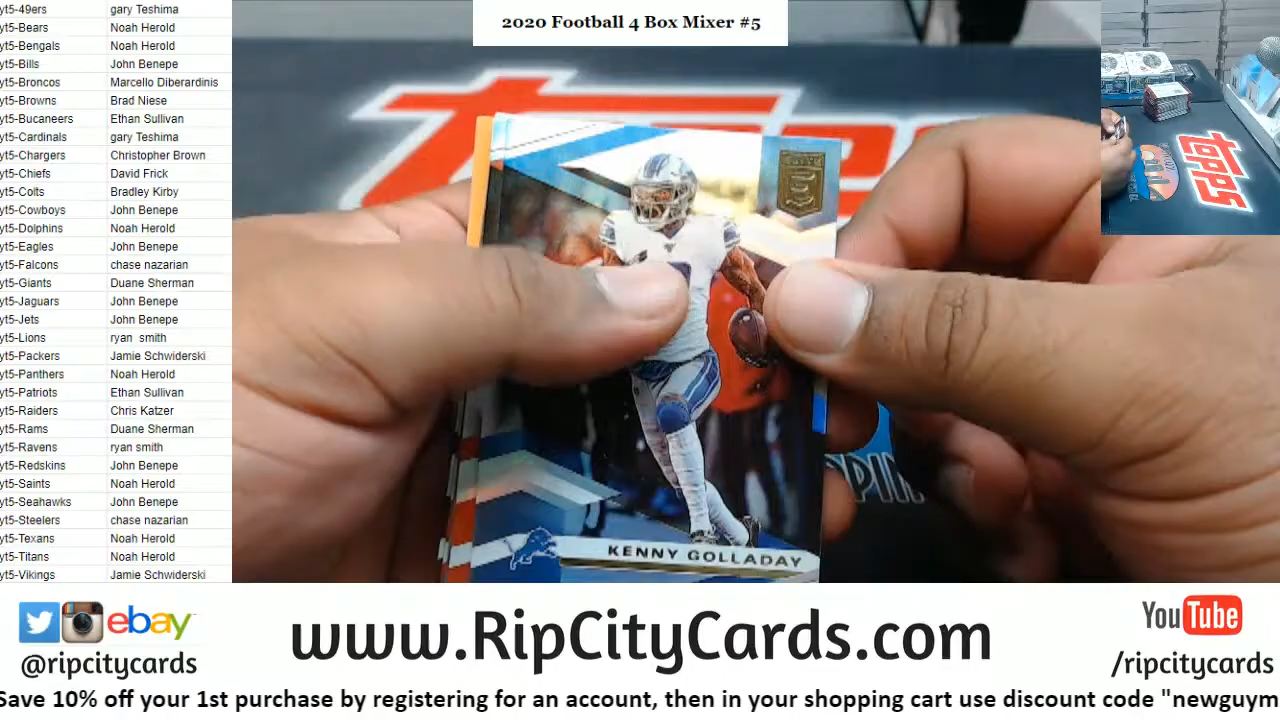 2020 Football 4 Box Mixer #5
yt5-49ers gary Teshima
yt5-Bears Noah Herold
yt5-Bengals Noah Herold
yt5-Bills John Benepe
yt5-Broncos Marcello Diberardinis
yt5-Browns Brad Niese
yt5-Bucaneers Ethan Sullivan
yt5-Cardinals gary Teshima
yt5-Chargers Christopher Brown
yt5-Chiefs David Frick
yt5-Colts Bradley Kirby
yt5-Cowboys John Benepe
yt5-Dolphins Noah Herold
yt5-Eagles John Benepe
yt5-Falcons chase nazarian
yt5-Giants Duane Sherman
yt5-Jaguars John Benepe
yt5-Jets John Benepe
yt5-Lions ryan smith
yt5-Packers Jamie Schwiderski
yt5-Panthers Noah Herold
yt5-Patriots Ethan Sullivan
yt5-Raiders Chris Katzer
yt5-Rams Duane Sherman
yt5-Ravens ryan smith
yt5-Redskins John Benepe
yt5-Saints Noah Herold
yt5-Seahawks John Benepe
yt5-Steelers chase nazarian
yt5-Texans Noah Herold
yt5-Titans Noah Herold
yt5-Vikings Jamie Schwiderski
topps
topps
KENNY GOLLADAY
ebay
@ripcitycards
www.RipCityCards.com
YouTube
/ripcitycards
Save 10% off your 1st purchase by registering for an account, then in your shopping cart use discount code "newguym